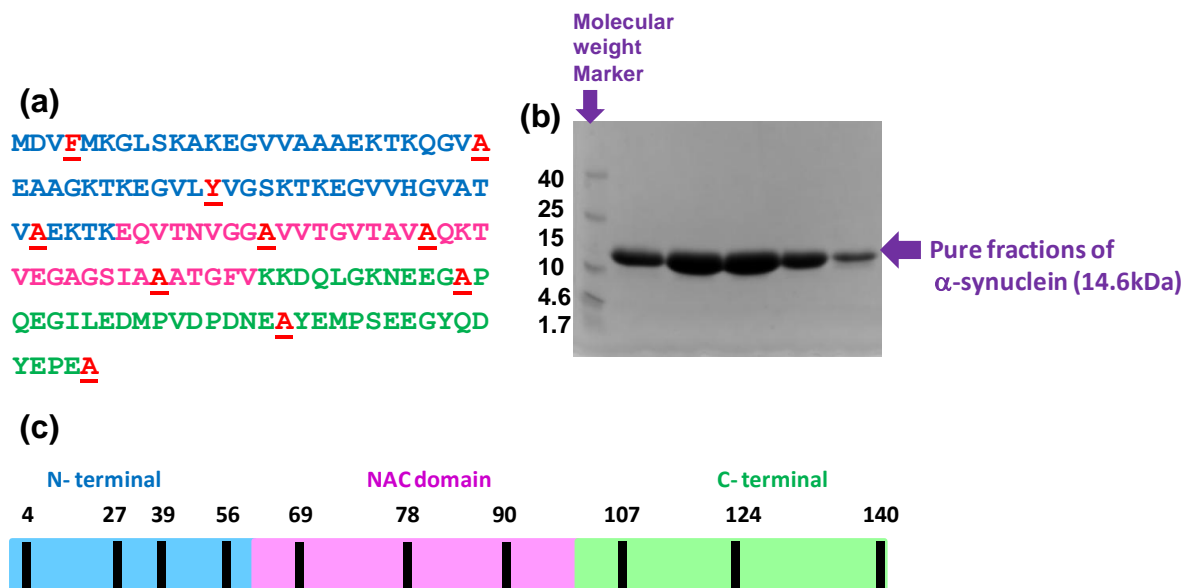 (a)
MDVFMKGLSKAKEGVVAAAEKTKQGVA
EAAGKTKEGVLYVGSKTKEGVVHGVAT
VAEKTKEQVTNVGGAVVTGVTAVAQKT
VEGAGSIAAATGFVKKDQLGKNEEGAP
QEGILEDMPVDPDNEAYEMPSEEGYQD
YEPEA
Molecular
weight
Marker
(b)
40
25
15
10
4.6
1.7
Pure fractions of
α-synuclein (14.6kDa)
(c)
N- terminal NAC domain C- terminal
4 27 39 56 69 78 90 107 124 140